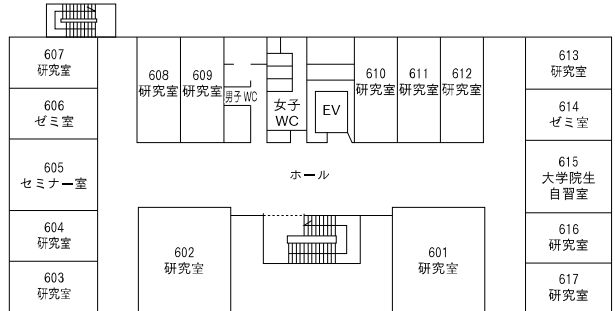 607
研究室
606
ゼミ室
605
セミナー室
604
研究室
603
研究室
608
研究室
609
研究室
男子WC
女子
WC
EV
610
研究室
611
研究室
612
研究室
ホール
602
研究室
601
研究室
613
研究室
614
ゼミ室
615
大学院生
自習室
616
研究室
617
研究室